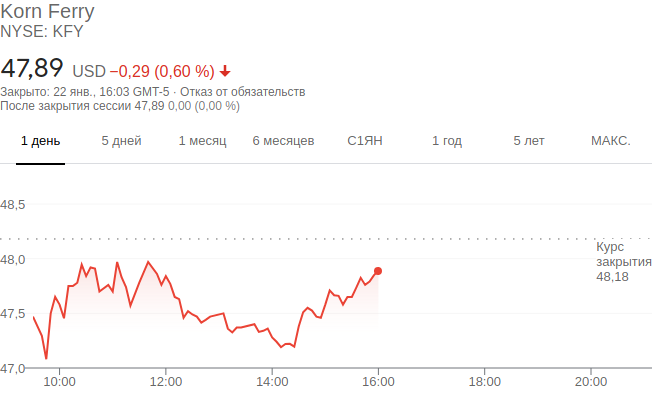 Korn Ferry
NYSE: KFY
47,89 USD −0,29 (0,60 %)
Закрыто: 22 янв., 16:03 GMT-5 · Отказ от обязательств
После закрытия сессии 47,89 0,00 (0,00 %)
1 день 5 дней 1 месяц 6 месяцев С1ЯН 1 год 5 лет МАКС.
48,5
Курс
закрытия
48,18
48,0
47,5
47,0
10:00 12:00 14:00 16:00 18:00 20:00